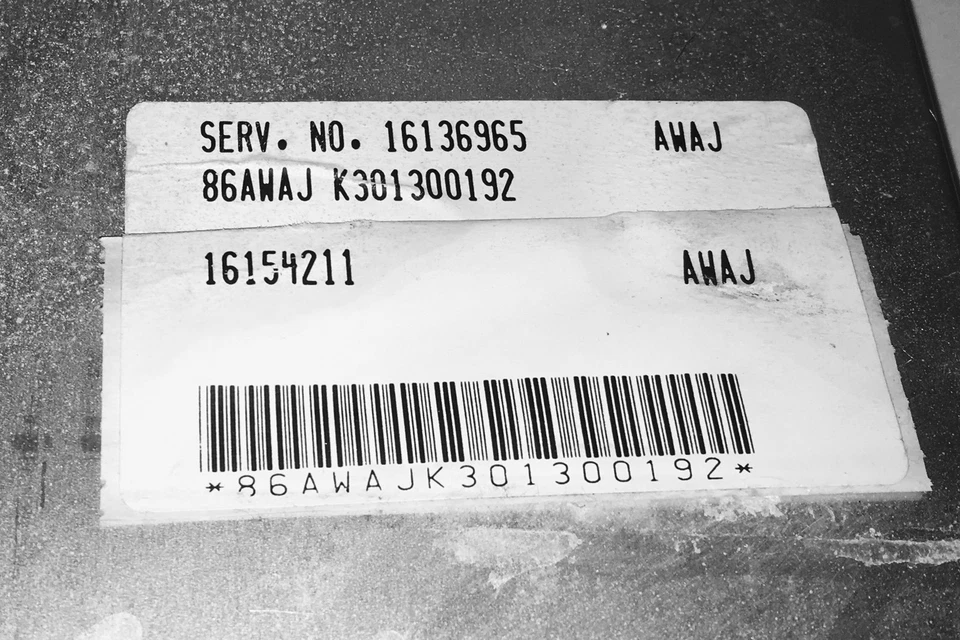 SERV. NO. 16136965 AWAJ
86AWAJ K301300192
16154211 AWAJ
*86AWAJK301300192*